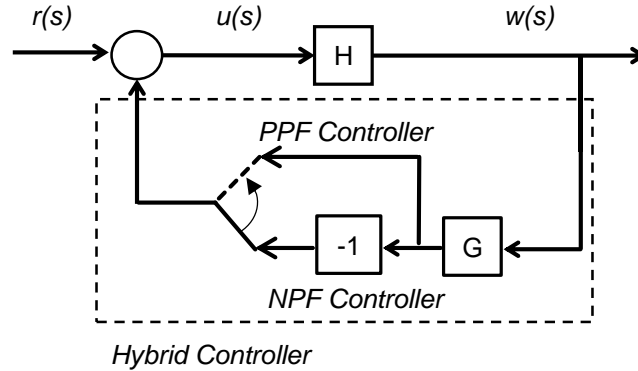 r(s)
u(s)
w(s)
H
PPF Controller
-1
G
NPF Controller
Hybrid Controller